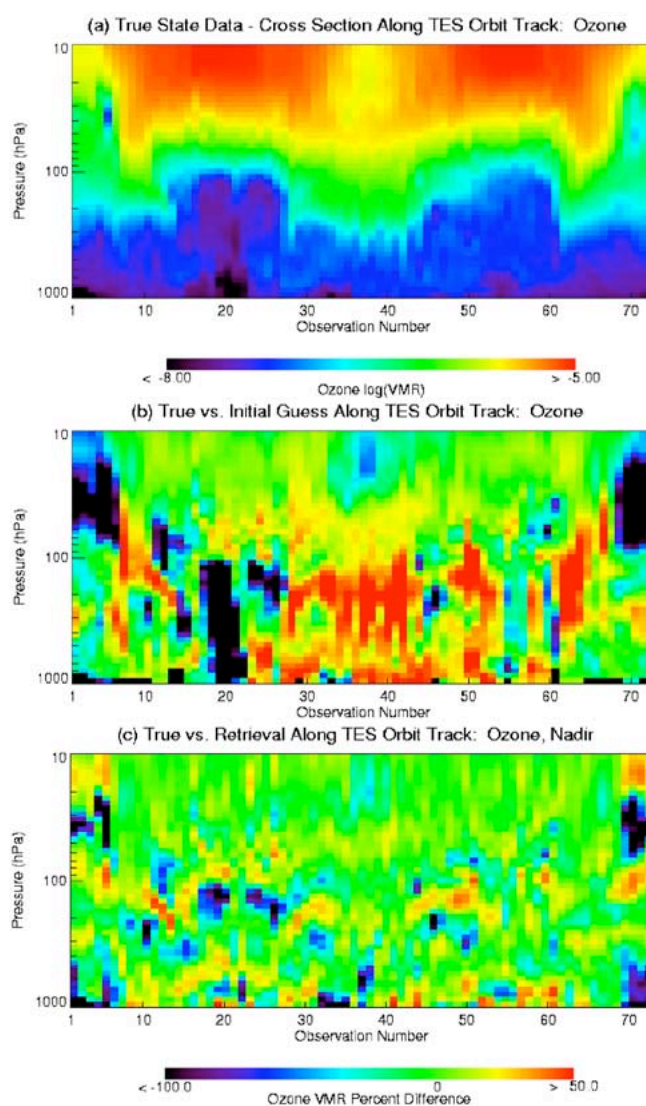 (a) True State Data - Cross Section Along TES Orbit Track: Ozone
10
100
1000
Pressure (hPa)
1 10 20 30 40 50 60 70
Observation Number
< -8.00 > -5.00
Ozone log(VMR)
(b) True vs. Initial Guess Along TES Orbit Track: Ozone
10
100
1000
Pressure (hPa)
1 10 20 30 40 50 60 70
Observation Number
(c) True vs. Retrieval Along TES Orbit Track: Ozone, Nadir
10
100
1000
Pressure (hPa)
1 10 20 30 40 50 60 70
Observation Number
<-100.0 0 > 50.0
Ozone VMR Percent Difference